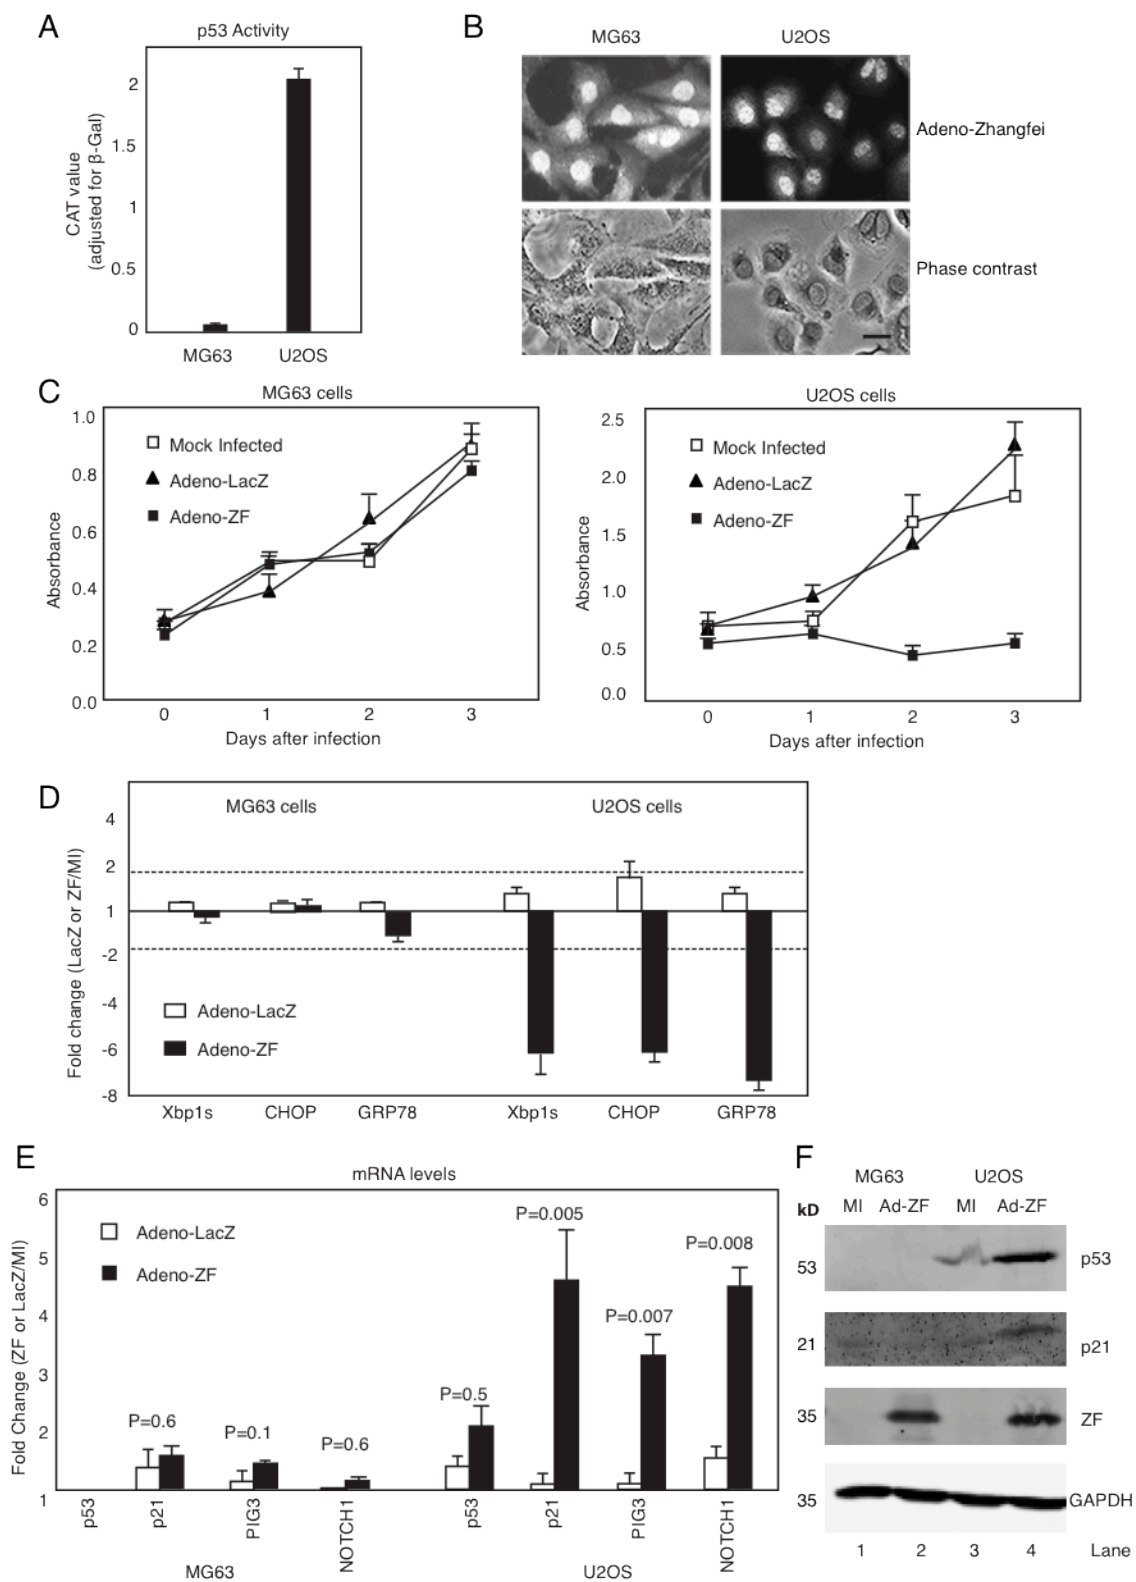 A
p53 Activity
CAT value
(adjusted for β-Gal)
2
1.5
1
0.5
0
MG63 U2OS
B
MG63 U2OS
Adeno-Zhangfei
Phase contrast
C
MG63 cells
Absorbance
1.0
0.8
0.6
0.4
0.2
0.0
Mock Infected
Adeno-LacZ
Adeno-ZF
0 1 2 3
Days after infection
U2OS cells
Absorbance
2.5
2.0
1.5
1.0
0.5
0.0
Mock Infected
Adeno-LacZ
Adeno-ZF
0 1 2 3
Days after infection
D
MG63 cells U2OS cells
Fold change (LacZ or ZF/MI)
4
2
1
-2
-4
-6
-8
Adeno-LacZ
Adeno-ZF
Xbp1s CHOP GRP78 Xbp1s CHOP GRP78
E
mRNA levels
Fold Change (ZF or LacZ/MI)
6
5
4
3
2
1
Adeno-LacZ
Adeno-ZF
P=0.6
P=0.1
P=0.6
P=0.5
P=0.005
P=0.007
P=0.008
p53 p21 PIG3 NOTCH1 p53 p21 PIG3 NOTCH1
MG63 U2OS
F
MG63 U2OS
kD MI Ad-ZF MI Ad-ZF
53 p53
21 p21
35 ZF
35 GAPDH
1 2 3 4 Lane